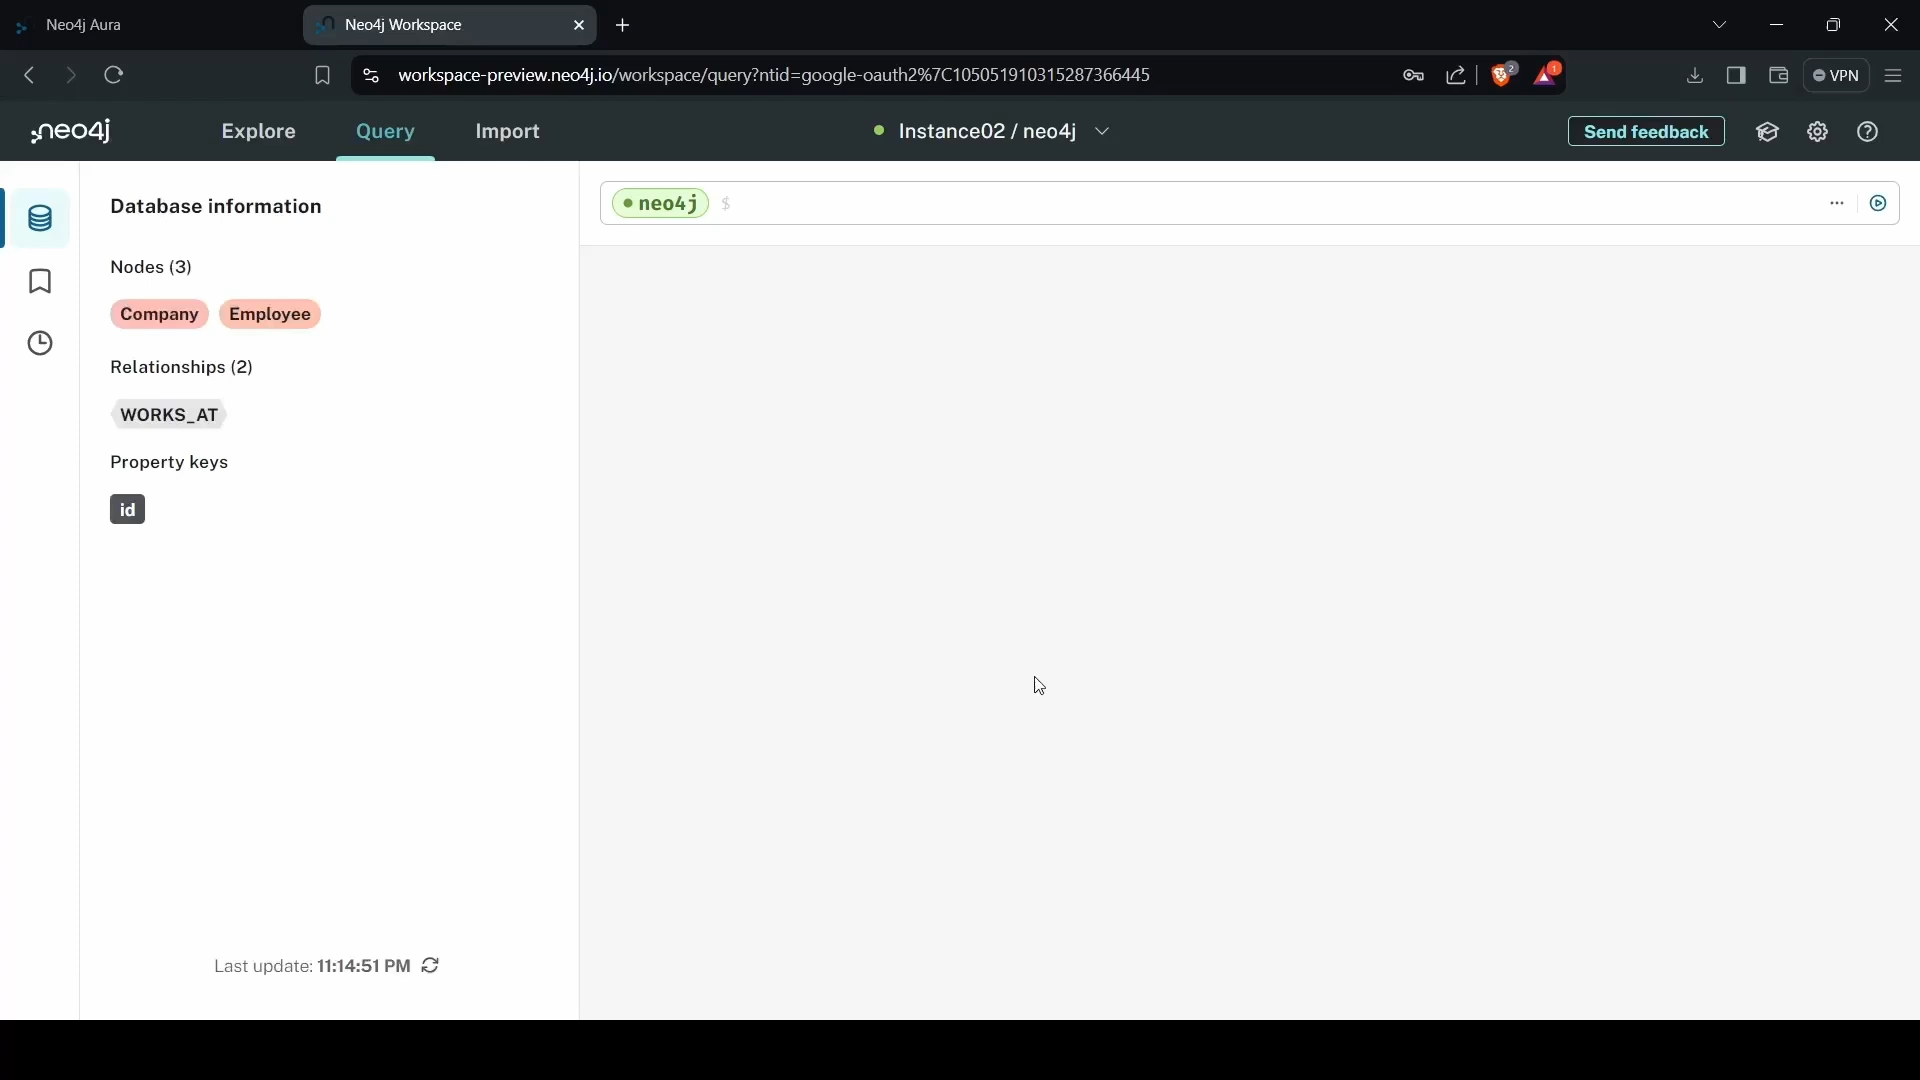 Neo4j Aura
Neo4j Workspace
workspace-preview.neo4j.io/workspace/query?ntid=google-oauth2%7C105051910315287366445
2
1
VPN
neo4j
Explore
Query
Import
Instance02 / neo4j
Send feedback
Database information
Nodes (3)
Company
Employee
Relationships (2)
WORKS_AT
Property keys
id
Last update: 11:14:51 PM
neo4j $